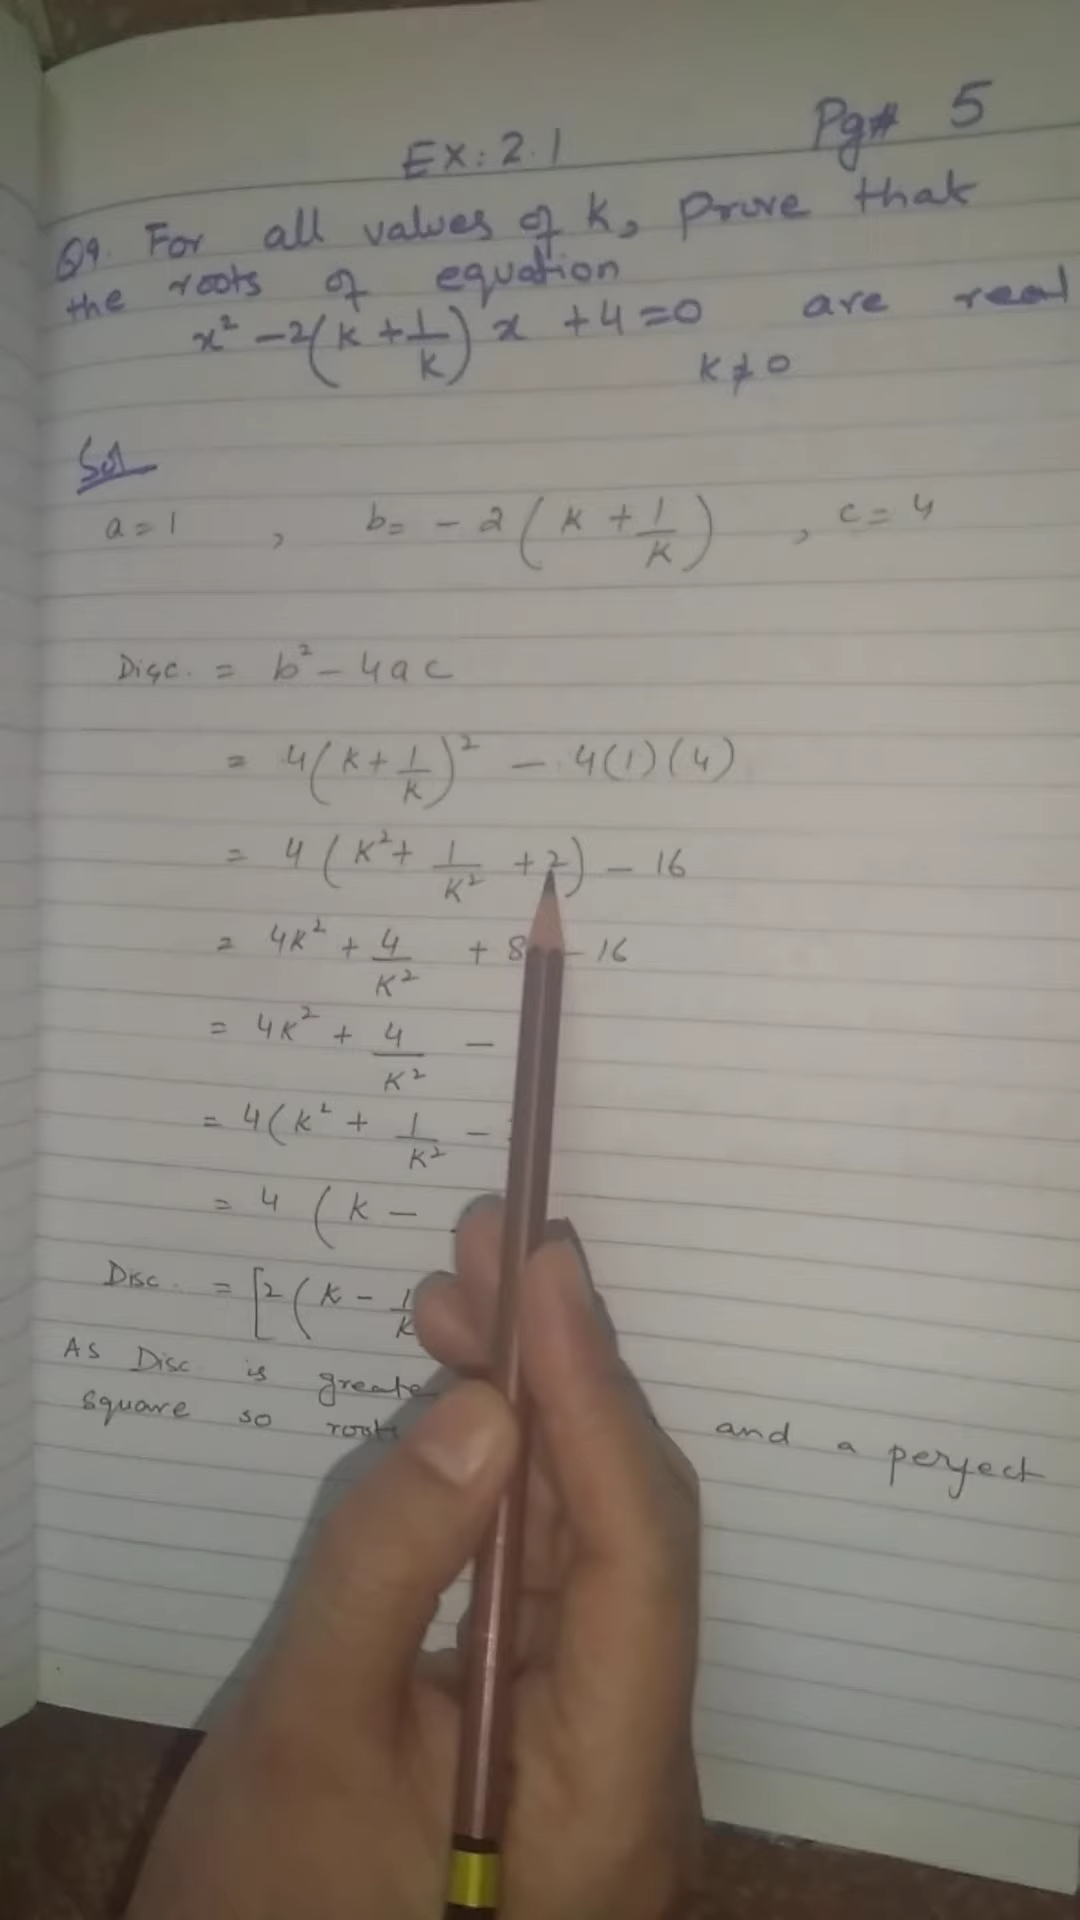 Pg# 5
EX: 2.1
Q9. For all values of k, prove that
the roots of equation
x² -2(k + 1/k) x +4=0 are real
k ≠ 0
Sol
a = 1 , b= - 2 ( k + 1/k ) , c = 4
Disc. = b² - 4ac
= 4(k + 1/k)² - 4(1)(4)
= 4 ( k² + 1/k² + 2) - 16
= 4k² + 4/k² + 8 - 16
= 4k² + 4/k² -
= 4(k² + 1/k² -
= 4 ( k -
Disc. = [2 ( k - 1/k
As Disc. is and a perfect
square so